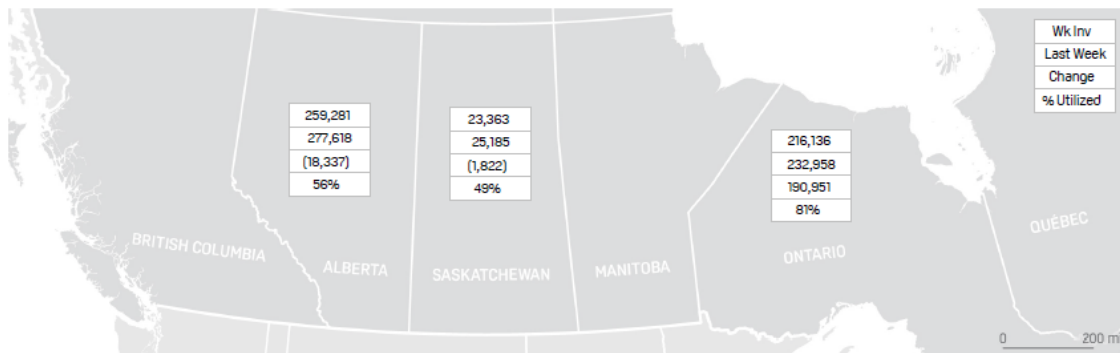 Wk Inv
Last Week
Change
% Utilized
259,281
277,618
(18,337)
56%
23,363
25,185
(1,822)
49%
216,136
232,958
190,951
81%
BRITISH COLUMBIA
ALBERTA
SASKATCHEWAN
MANITOBA
ONTARIO
QUÉBEC
0 200 m